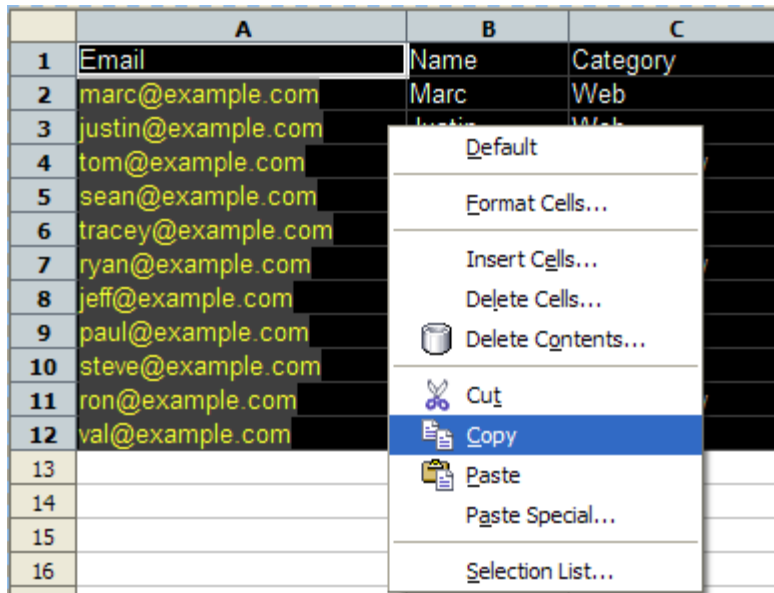 A B C
1 Email Name Category
2 marc@example.com Marc Web
3 justin@example.com Justin Web
Default
4 tom@example.com
5 sean@example.com
Format Cells...
6 tracey@example.com
7 ryan@example.com
Insert Cells...
8 jeff@example.com
Delete Cells...
9 paul@example.com
Delete Contents...
10 steve@example.com
11 ron@example.com
Cut
12 val@example.com
Copy
13
Paste
14
Paste Special...
15
16
Selection List...